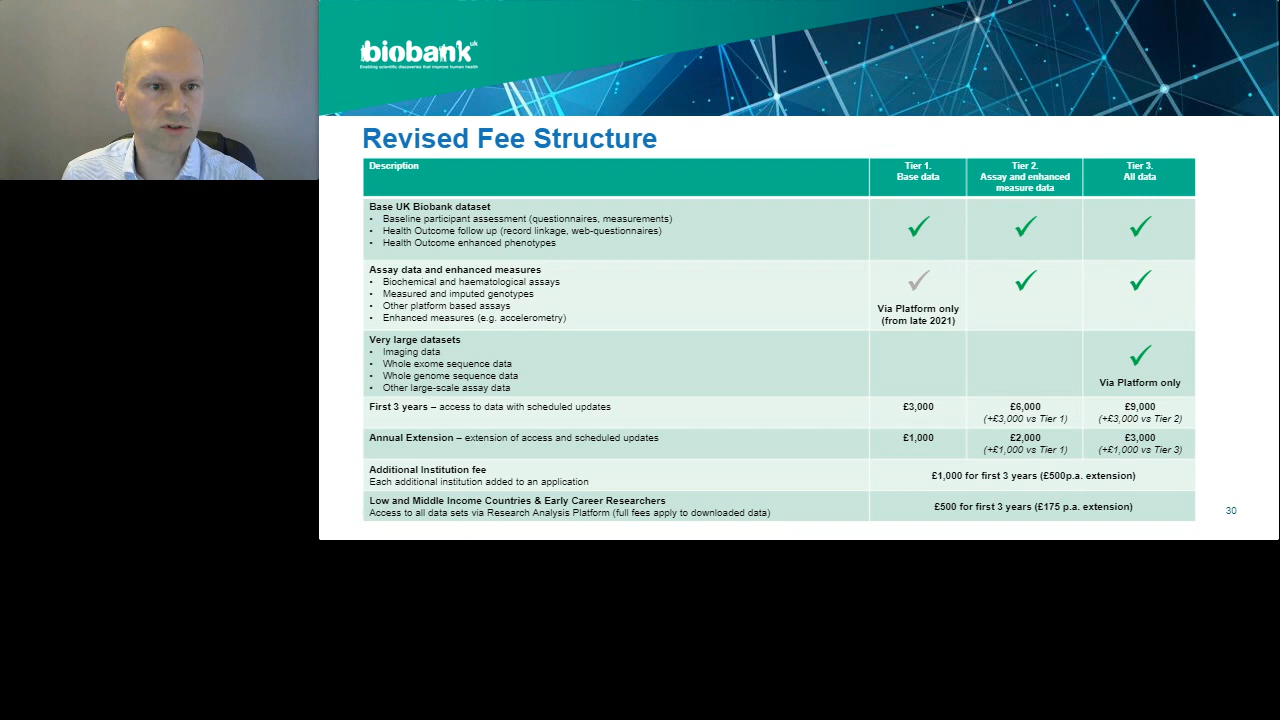 biobank uk
Enabling scientific discoveries that improve human health
Revised Fee Structure
Description
Tier 1.
Base data
Tier 2.
Assay and enhanced
measure data
Tier 3.
All data
Base UK Biobank dataset
• Baseline participant assessment (questionnaires, measurements)
• Health Outcome follow up (record linkage, web-questionnaires)
• Health Outcome enhanced phenotypes
Assay data and enhanced measures
• Biochemical and haematological assays
• Measured and imputed genotypes
• Other platform based assays
• Enhanced measures (e.g. accelerometry)
Via Platform only
(from late 2021)
Very large datasets
• Imaging data
• Whole exome sequence data
• Whole genome sequence data
• Other large-scale assay data
Via Platform only
First 3 years – access to data with scheduled updates
£3,000
£6,000
(+£3,000 vs Tier 1)
£9,000
(+£3,000 vs Tier 2)
Annual Extension – extension of access and scheduled updates
£1,000
£2,000
(+£1,000 vs Tier 1)
£3,000
(+£1,000 vs Tier 3)
Additional Institution fee
Each additional institution added to an application
£1,000 for first 3 years (£500p.a. extension)
Low and Middle Income Countries & Early Career Researchers
Access to all data sets via Research Analysis Platform (full fees apply to downloaded data)
£500 for first 3 years (£175 p.a. extension)
30